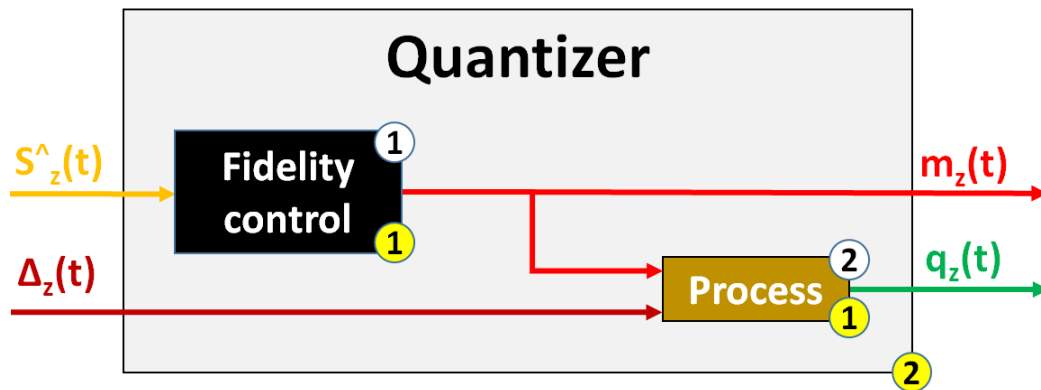 Quantizer
S^z(t)
Fidelity
control
1
1
mz(t)
Δz(t)
Process
2
1
qz(t)
2